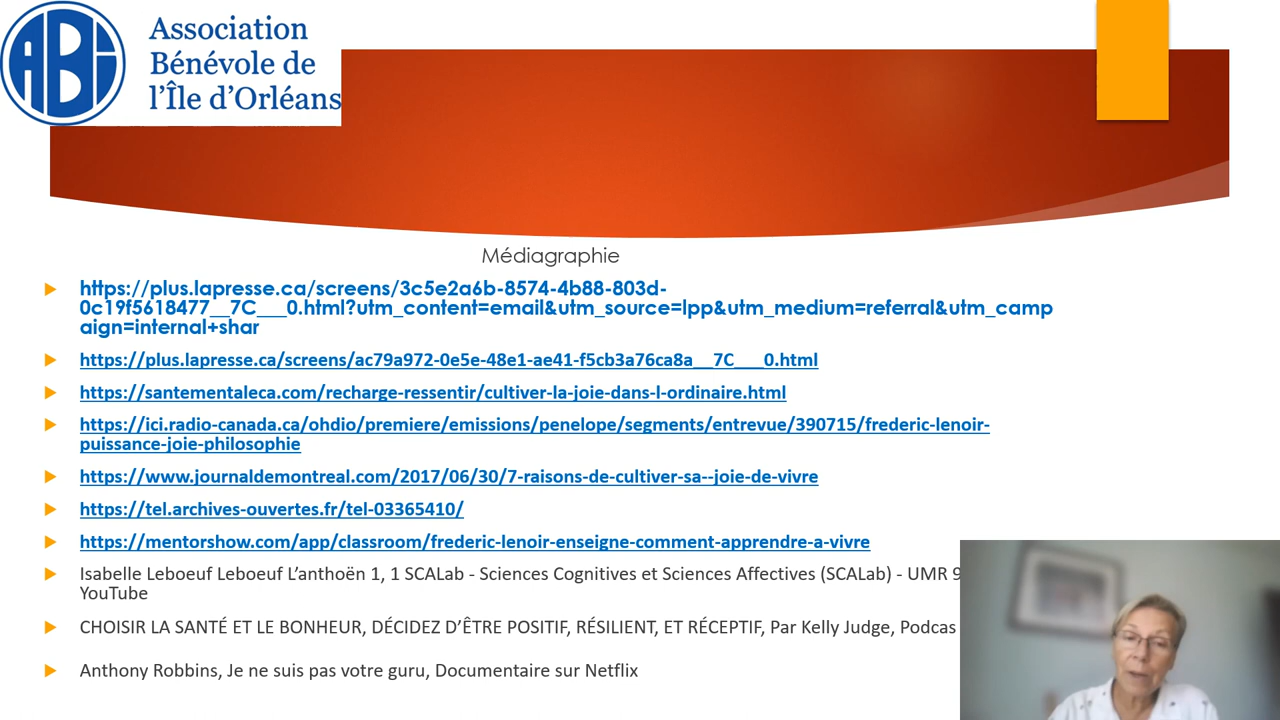 ABi
Association
Bénévole de
l'Île d'Orléans
Médiagraphie
https://plus.lapresse.ca/screens/3c5e2a6b-8574-4b88-803d-
0c19f5618477__7C___0.html?utm_content=email&utm_source=lpp&utm_medium=referral&utm_camp
aign=internal+shar
https://plus.lapresse.ca/screens/ac79a972-0e5e-48e1-ae41-f5cb3a76ca8a__7C___0.html
https://santementaleca.com/recharge-ressentir/cultiver-la-joie-dans-l-ordinaire.html
https://ici.radio-canada.ca/ohdio/premiere/emissions/penelope/segments/entrevue/390715/frederic-lenoir-
puissance-joie-philosophie
https://www.journaldemontreal.com/2017/06/30/7-raisons-de-cultiver-sa--joie-de-vivre
https://tel.archives-ouvertes.fr/tel-03365410/
https://mentorshow.com/app/classroom/frederic-lenoir-enseigne-comment-apprendre-a-vivre
Isabelle Leboeuf Leboeuf L'anthoën 1, 1 SCALab - Sciences Cognitives et Sciences Affectives (SCALab) - UMR 9
YouTube
CHOISIR LA SANTÉ ET LE BONHEUR, DÉCIDEZ D'ÊTRE POSITIF, RÉSILIENT, ET RÉCEPTIF, Par Kelly Judge, Podcas
Anthony Robbins, Je ne suis pas votre guru, Documentaire sur Netflix